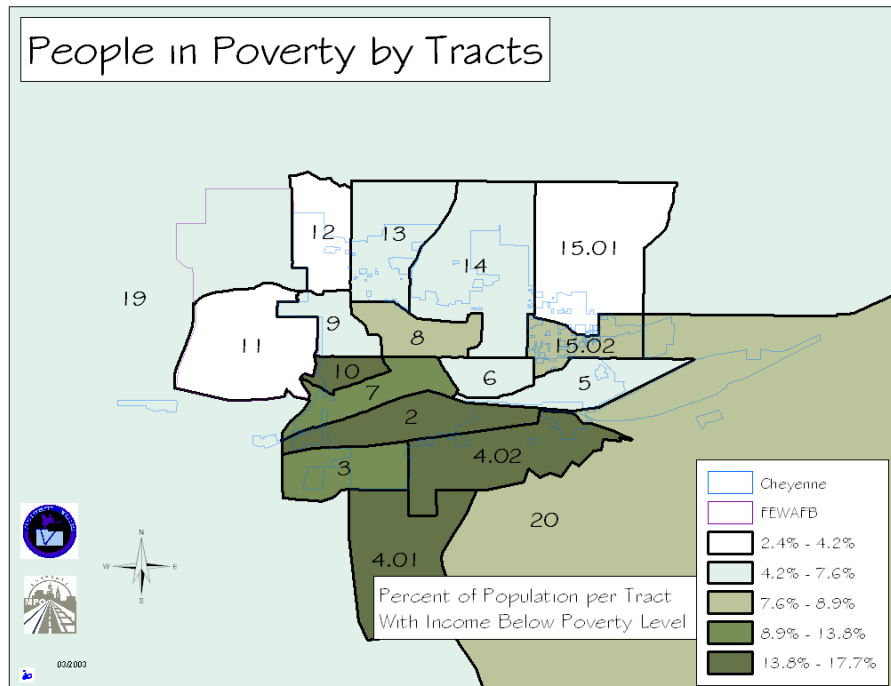 People in Poverty by Tracts
12
13
14
15.01
19
11
9
8
15.02
10
7
6
5
2
3
4.02
20
4.01
Percent of Population per Tract
With Income Below Poverty Level
Cheyenne
FEWAFB
2.4% - 4.2%
4.2% - 7.6%
7.6% - 8.9%
8.9% - 13.8%
13.8% - 17.7%
N
W
E
S
MPO
03/2003